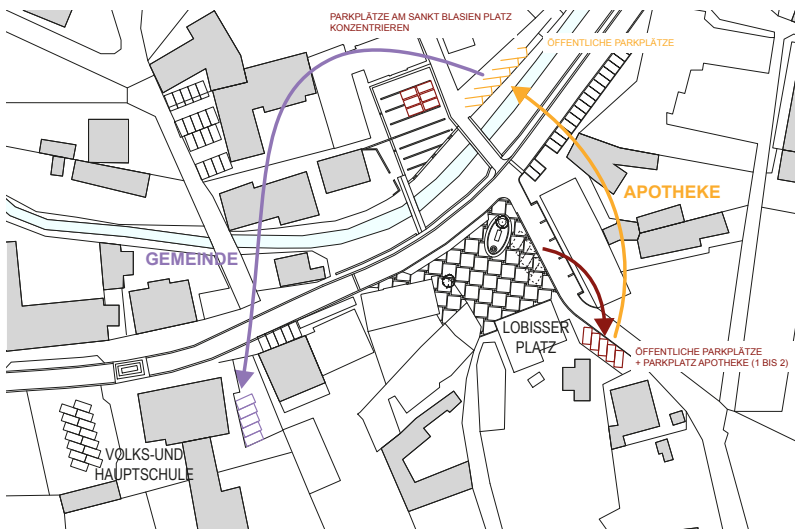 PARKPLÄTZE AM SANKT BLASIEN PLATZ
KONZENTRIEREN
ÖFFENTLICHE PARKPLÄTZE
APOTHEKE
GEMEINDE
LOBISSER
PLATZ
ÖFFENTLICHE PARKPLÄTZE
+ PARKPLATZ APOTHEKE (1 BIS 2)
VOLKS-UND
HAUPTSCHULE